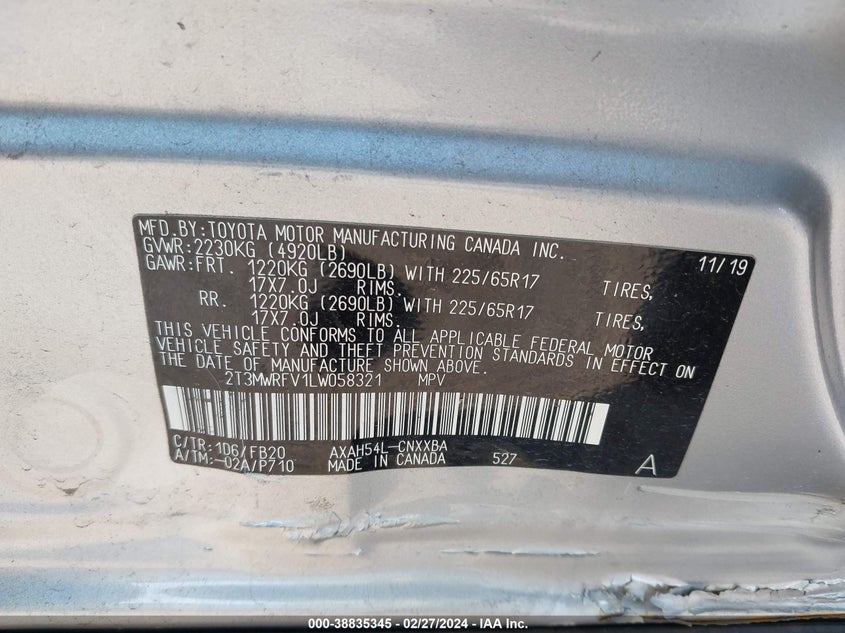 MFD.BY:TOYOTA MOTOR MANUFACTURING CANADA INC.
GVWR:2230KG (4920LB) 11/19
GAWR:FRT. 1220KG (2690LB) WITH 225/65R17 TIRES,
17X7.0J RIMS.
RR. 1220KG (2690LB) WITH 225/65R17 TIRES,
17X7.0J RIMS.
THIS VEHICLE CONFORMS TO ALL APPLICABLE FEDERAL MOTOR
VEHICLE SAFETY AND THEFT PREVENTION STANDARDS IN EFFECT ON
THE DATE OF MANUFACTURE SHOWN ABOVE.
2T3MWRFV1LW058321 MPV
C/TR:1D6/FB20 AXAH54L-CNXXBA
A/TM:-02A/P710 MADE IN CANADA 527 A
000-38835345 - 02/27/2024 - IAA Inc.